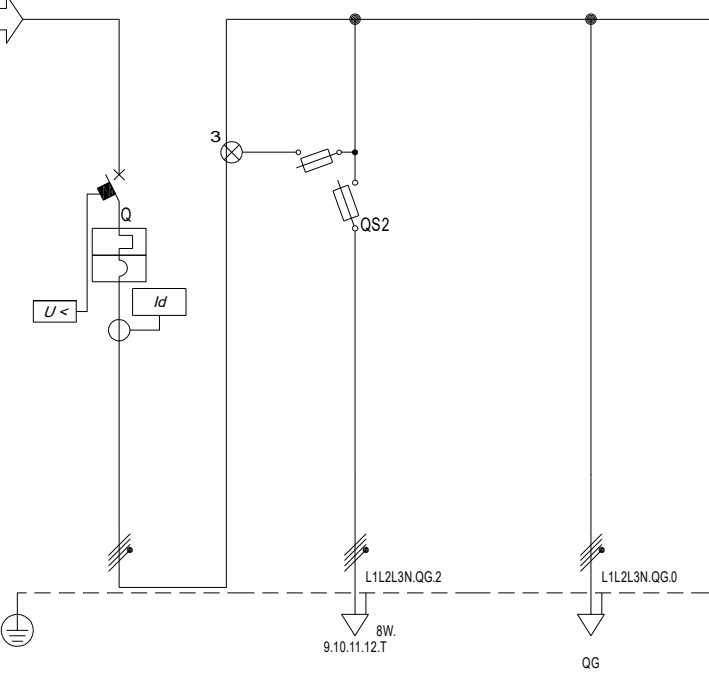 3
Q
QS2
Id
U <
L1L2L3N.QG.2
L1L2L3N.QG.0
8W.
9.10.11.12.T
QG